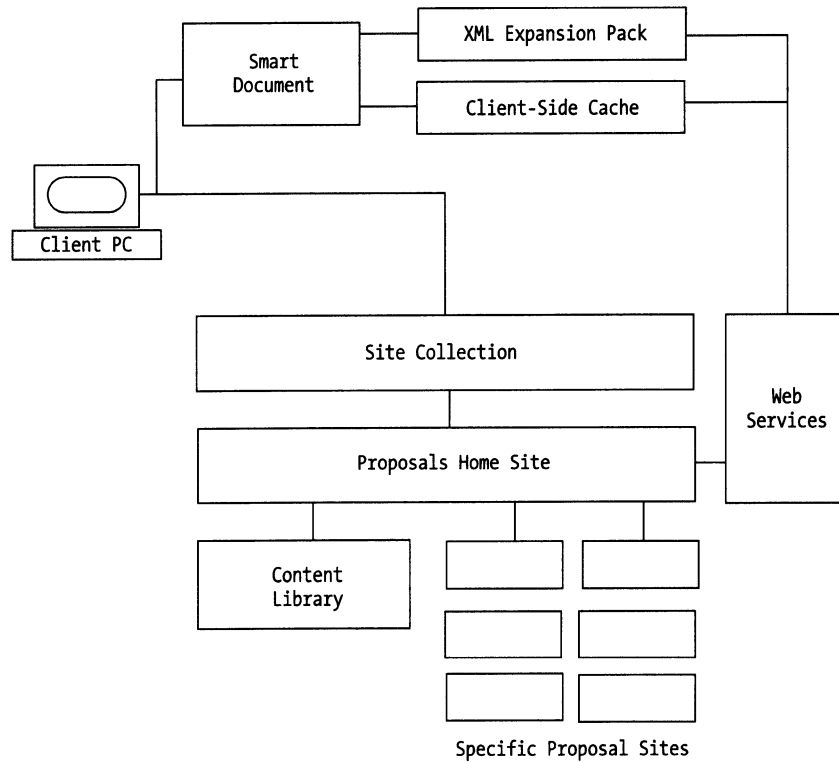 XML Expansion Pack
Smart
Document
Client-Side Cache
Client PC
Site Collection
Web
Services
Proposals Home Site
Content
Library
Specific Proposal Sites